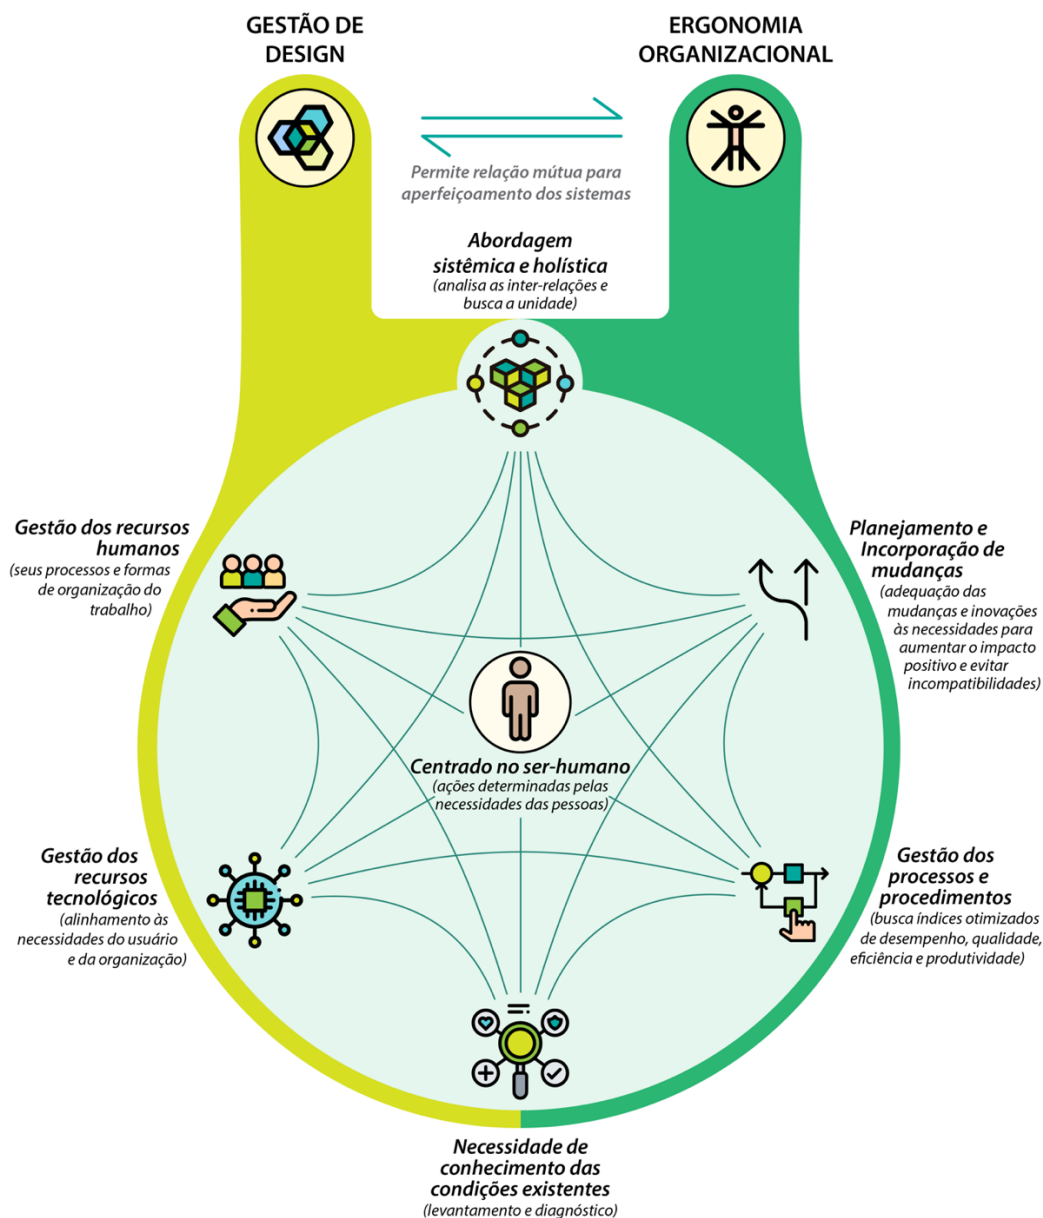 GESTÃO DE
DESIGN
ERGONOMIA
ORGANIZACIONAL
Permite relação mútua para
aperfeiçoamento dos sistemas
Abordagem
sistêmica e holística
(analisa as inter-relações e
busca a unidade)
Gestão dos recursos
humanos
(seus processos e formas
de organização do
trabalho)
Planejamento e
Incorporação de
mudanças
(adequação das
mudanças e inovações
às necessidades para
aumentar o impacto
positivo e evitar
incompatibilidades)
Centrado no ser-humano
(ações determinadas pelas
necessidades das pessoas)
Gestão dos
recursos
tecnológicos
(alinhamento às
necessidades do usuário
e da organização)
Gestão dos
processos e
procedimentos
(busca índices otimizados
de desempenho, qualidade,
eficiência e produtividade)
Necessidade de
conhecimento das
condições existentes
(levantamento e diagnóstico)